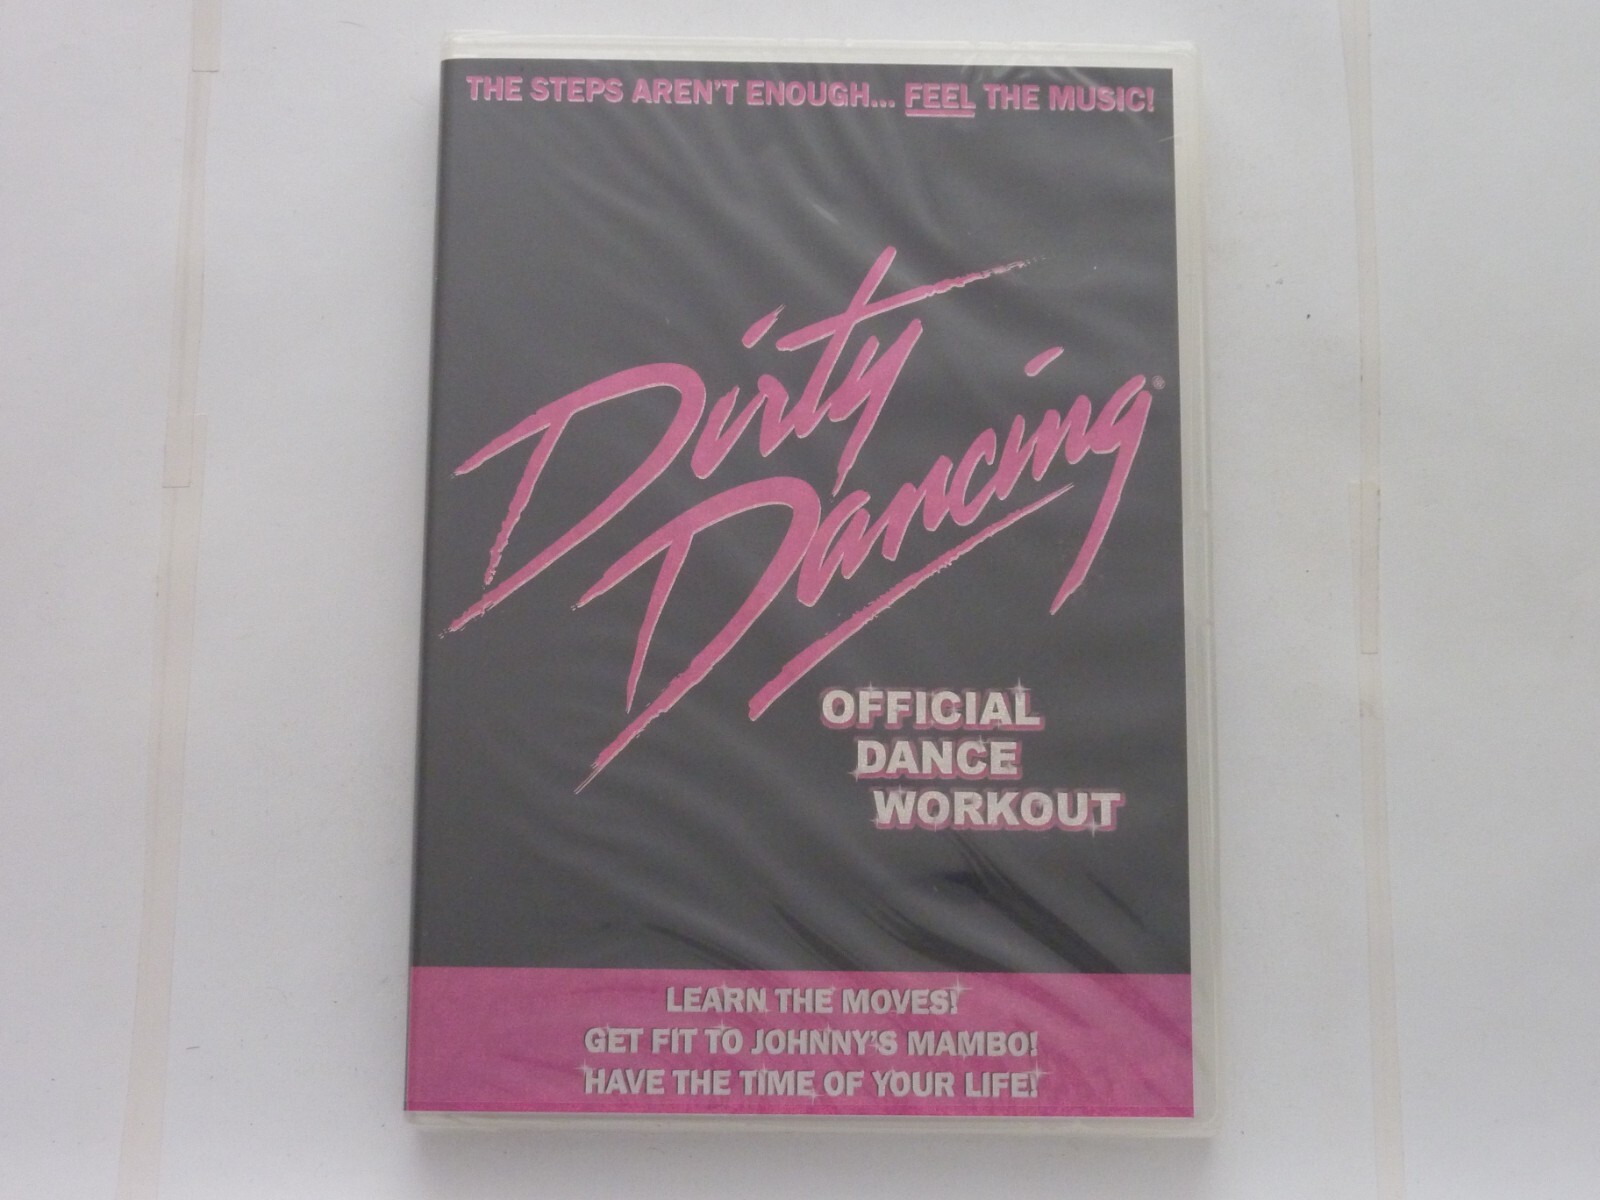 THE STEPS AREN'T ENOUGH... FEEL THE MUSIC!
Dirty
Dancing®
OFFICIAL
DANCE
WORKOUT
LEARN THE MOVES!
GET FIT TO JOHNNY'S MAMBO!
HAVE THE TIME OF YOUR LIFE!